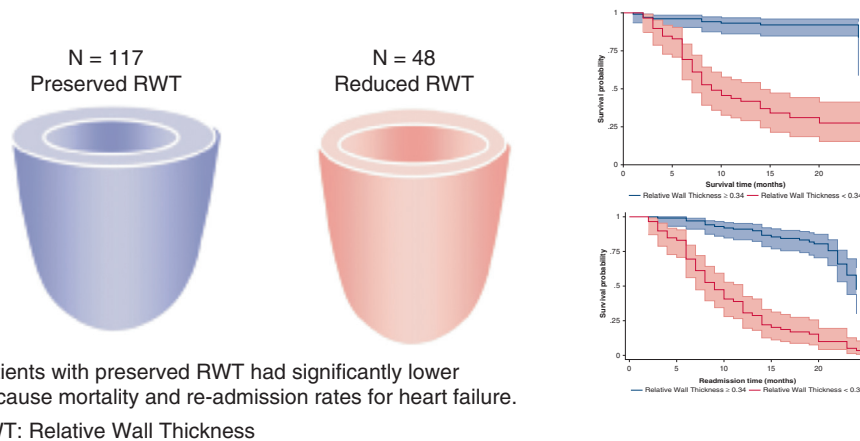 N = 117
Preserved RWT
N = 48
Reduced RWT
tients with preserved RWT had significantly lower
cause mortality and re-admission rates for heart failure.
WT: Relative Wall Thickness
Survival probability
1
.75
.5
.25
0
0 5 10 15 20
Survival time (months)
Relative Wall Thickness ≥ 0.34 Relative Wall Thickness < 0.34
Survival probability
1
.75
.5
.25
0
0 5 10 15 20
Readmission time (months)
Relative Wall Thickness ≥ 0.34 Relative Wall Thickness < 0.3